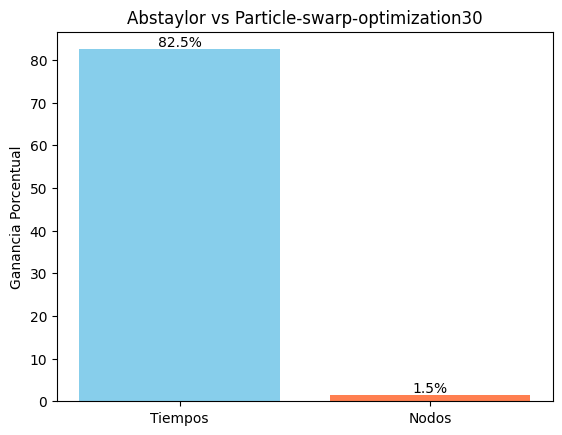 Abstaylor vs Particle-swarp-optimization30
Ganancia Porcentual
80
70
60
50
40
30
20
10
0
82.5%
1.5%
Tiempos
Nodos